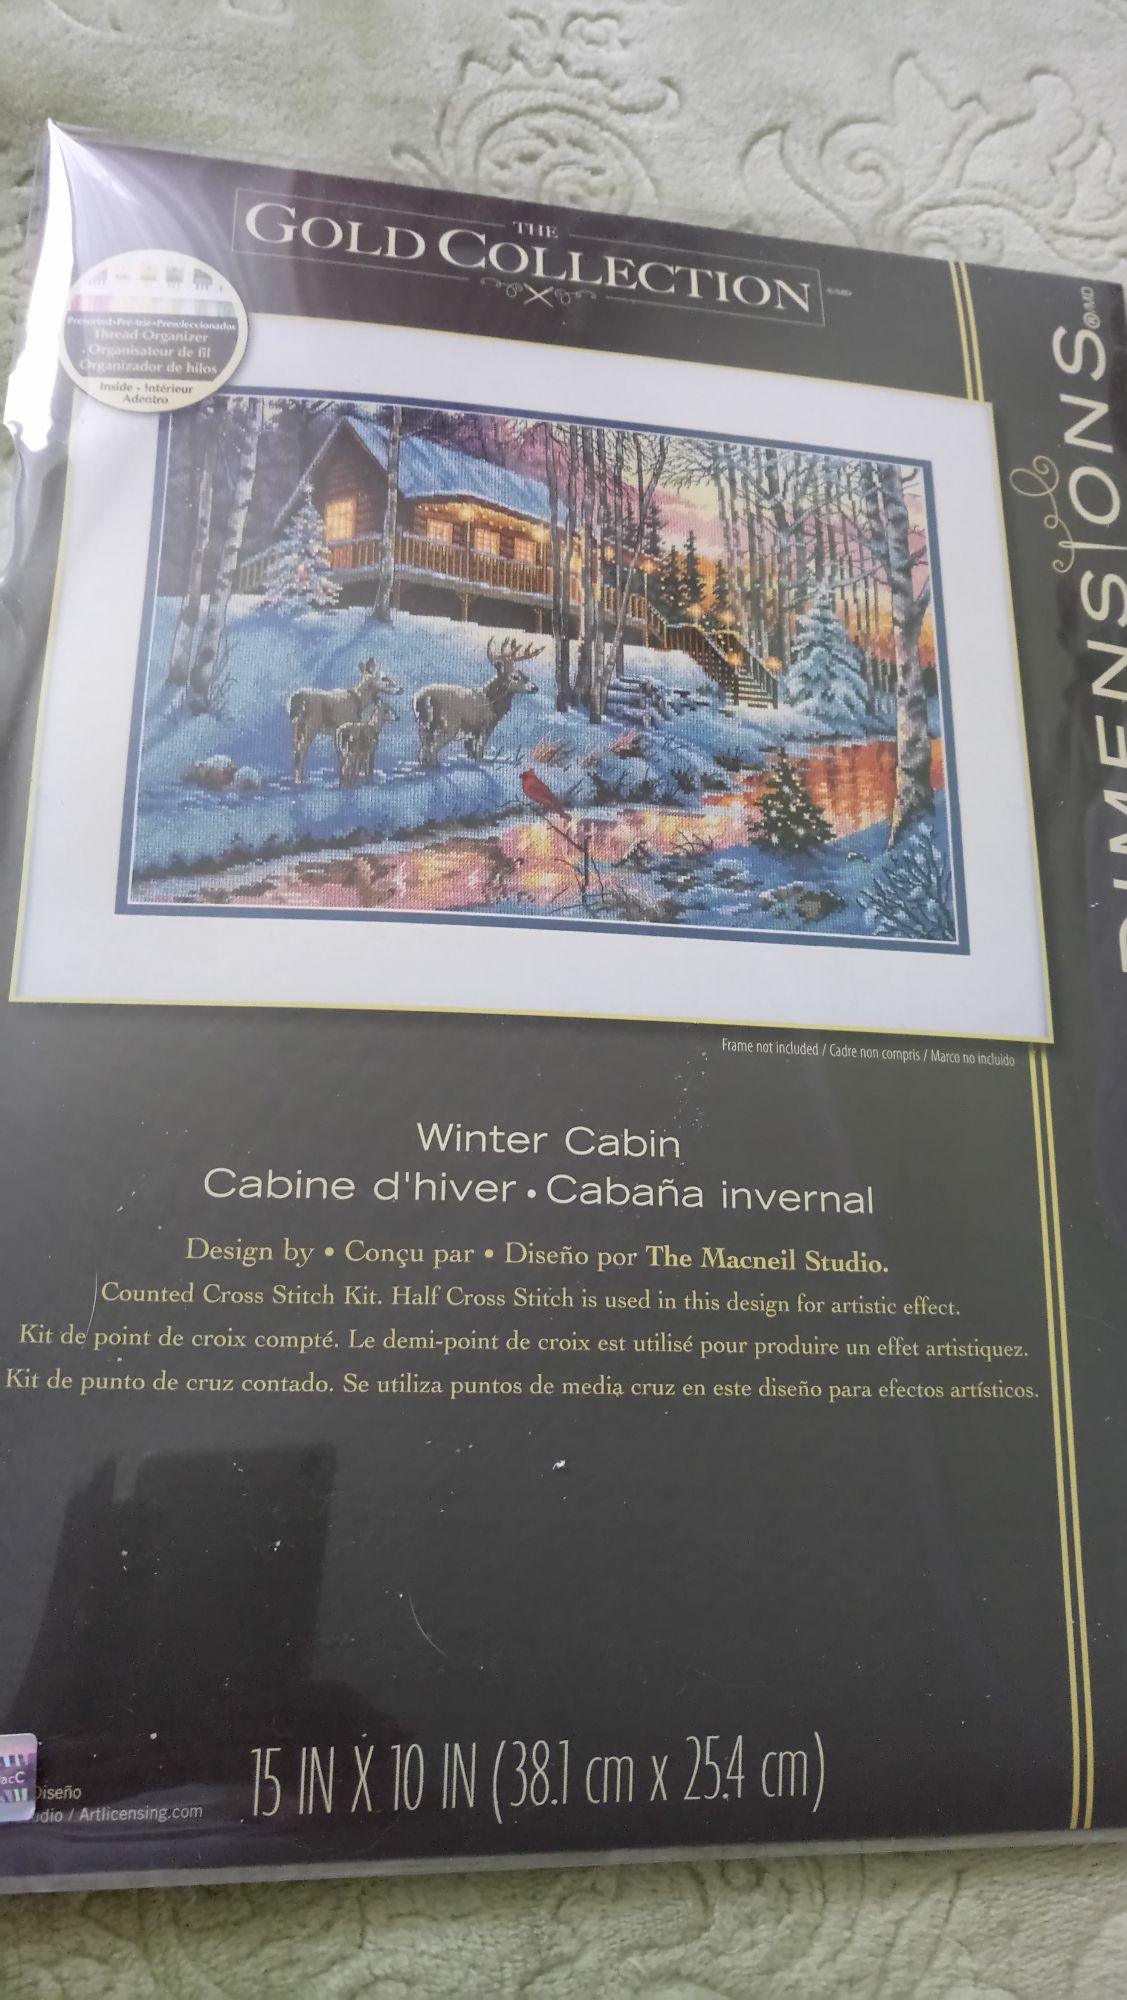 THE
GOLD COLLECTION
®/MD
Presorted•Pré-trié•Preseleccionados
Thread Organizer
Organisateur de fil
Organizador de hilos
Inside - Intérieur
Adentro
DIMENSIONS®/MD
Frame not included / Cadre non compris / Marco no incluido
Winter Cabin
Cabine d'hiver • Cabaña invernal
Design by • Conçu par • Diseño por The Macneil Studio.
Counted Cross Stitch Kit. Half Cross Stitch is used in this design for artistic effect.
Kit de point de croix compté. Le demi-point de croix est utilisé pour produire un effet artistiquez.
Kit de punto de cruz contado. Se utiliza puntos de media cruz en este diseño para efectos artísticos.
15 IN X 10 IN (38.1 cm x 25.4 cm)
acC
Diseño
dio / Artlicensing.com